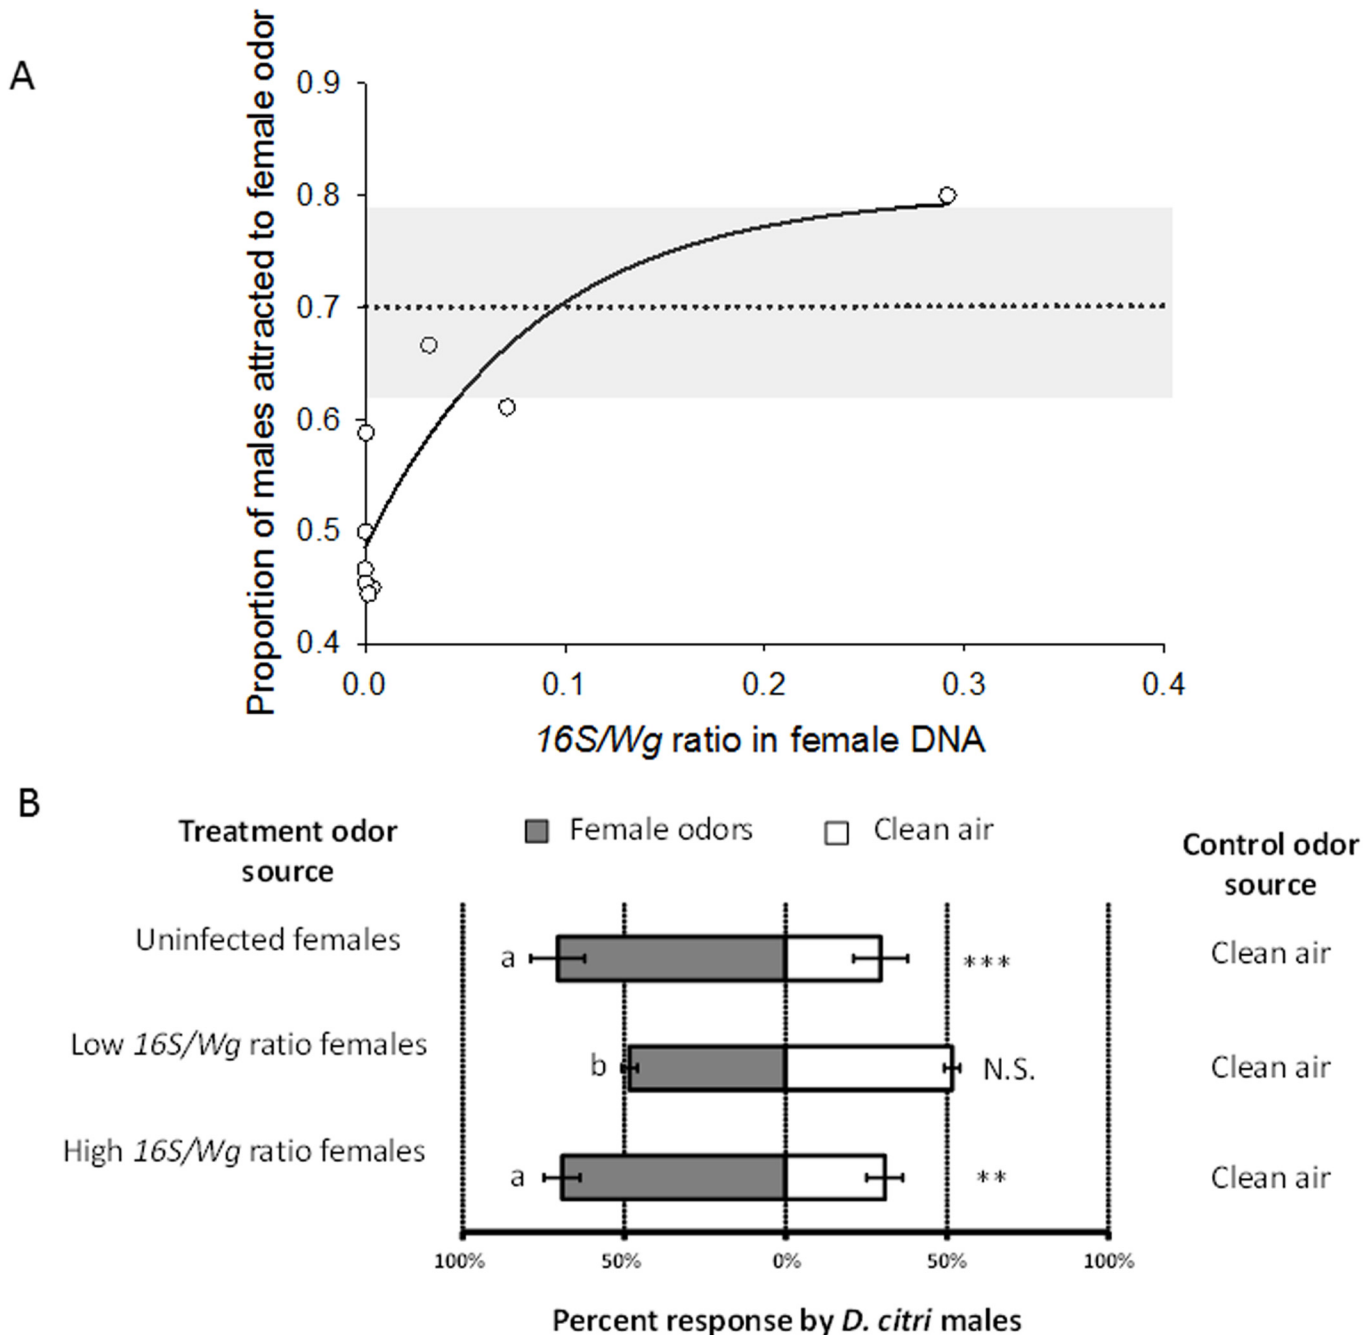 A
Proportion of males attracted to female odor
0.9
0.8
0.7
0.6
0.5
0.4
0.0 0.1 0.2 0.3 0.4
16S/Wg ratio in female DNA
B
Treatment odor
source
Female odors
Clean air
Control odor
source
Uninfected females
a
***
Clean air
Low 16S/Wg ratio females
b
N.S.
Clean air
High 16S/Wg ratio females
a
**
Clean air
100% 50% 0% 50% 100%
Percent response by D. citri males